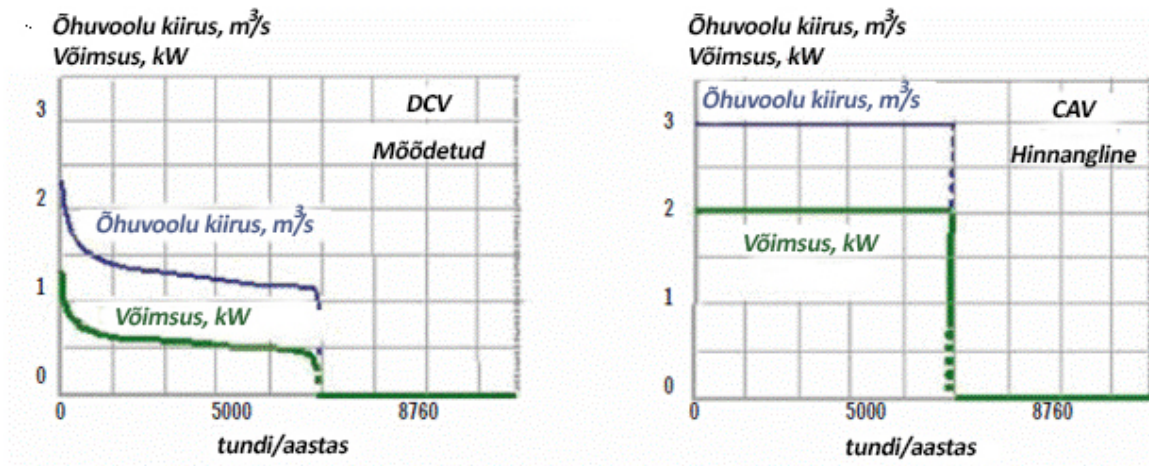 Õhuvoolu kiirus, m³/s
Võimsus, kW
3
2
1
0
DCV
Mõõdetud
Õhuvoolu kiirus, m³/s
Võimsus, kW
0
5000
8760
tundi/aastas
Õhuvoolu kiirus, m³/s
Võimsus, kW
3
2
1
0
Õhuvoolu kiirus, m³/s
CAV
Hinnangline
Võimsus, kW
0
5000
8760
tundi/aastas